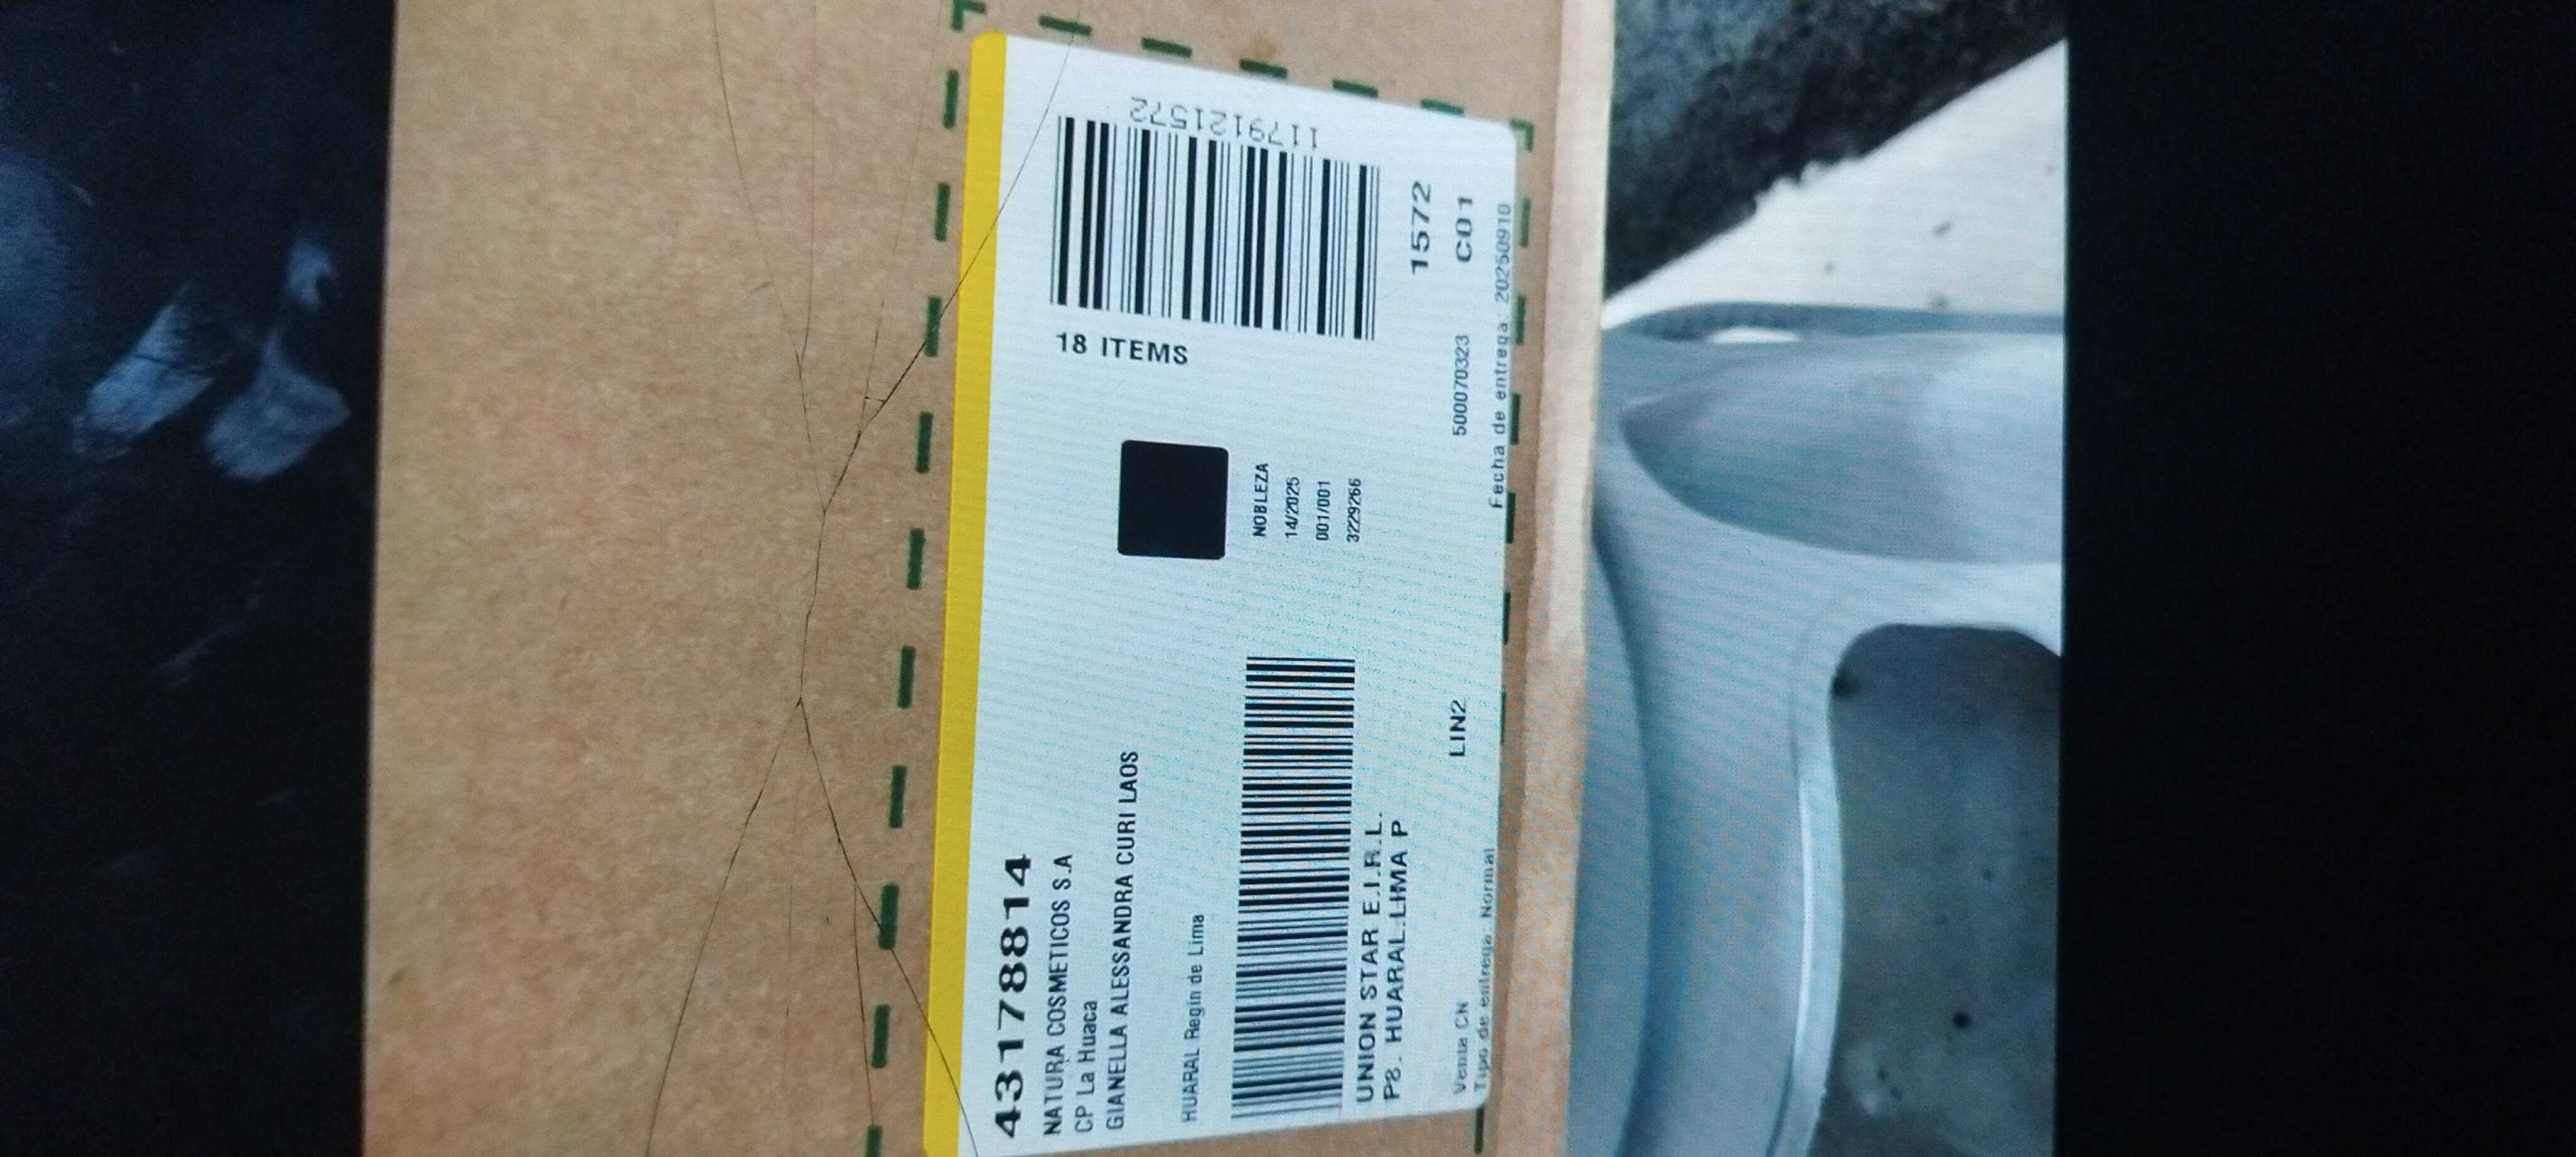 43178814
NATURA COSMETICOS S.A
CP La Huaca
GIANELLA ALESSANDRA CURI LAOS
HUARAL Regin de Lima
UNION STAR E.I.R.L.
P8. HUARAL.LIMA P
Venta CN
LIN2
Tipo de entrega: Normal
NOBLEZA
14/2025
001/001
3229266
18 ITEMS
1179121572
1572
500070323
C01
Fecha de entrega: 20250910